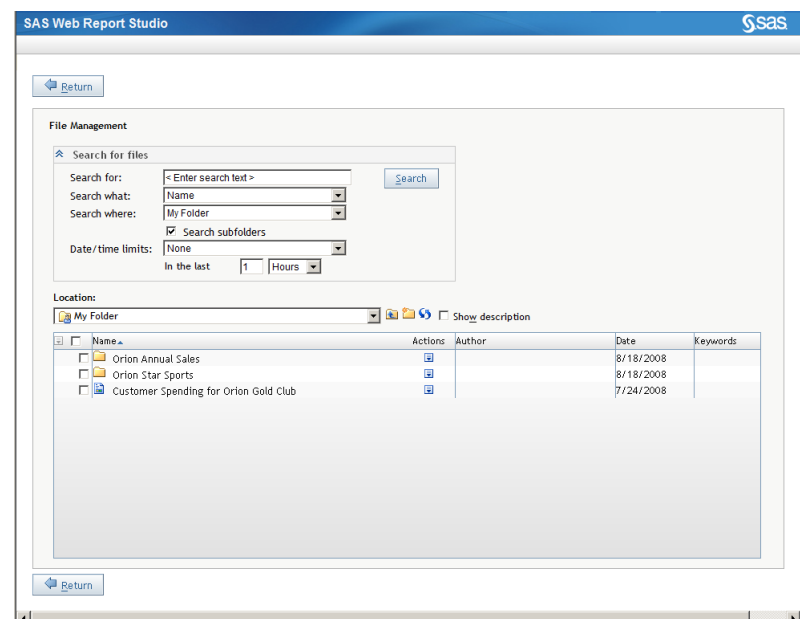 SAS Web Report Studio
sas
Return
File Management
Search for files
Search for: < Enter search text > Search
Search what: Name
Search where: My Folder
Search subfolders
Date/time limits: None
In the last 1 Hours
Location:
My Folder Show description
Name Actions Author Date Keywords
Orion Annual Sales 8/18/2008
Orion Star Sports 8/18/2008
Customer Spending for Orion Gold Club 7/24/2008
Return